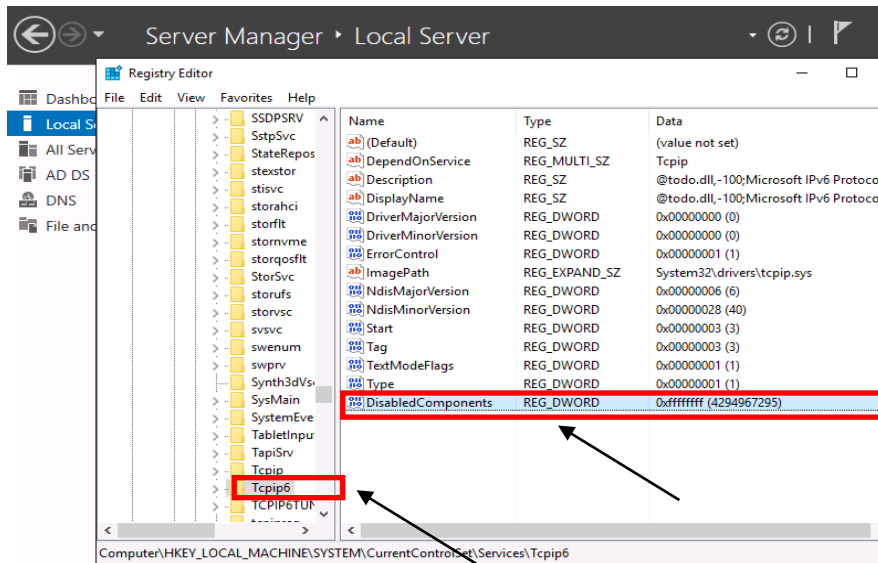 Server Manager ‣ Local Server
Registry Editor
File Edit View Favorites Help
Dashbo
Local Se
All Serv
AD DS
DNS
File and
SSDPSRV
SstpSvc
StateRepos
stexstor
stisvc
storahci
storflt
stornvme
storqosflt
StorSvc
storufs
storvsc
svsvc
swenum
swprv
Synth3dVs
SysMain
SystemEve
TabletInpu
TapiSrv
Tcpip
Tcpip6
TCPIP6TUN
Name Type Data
(Default) REG_SZ (value not set)
DependOnService REG_MULTI_SZ Tcpip
Description REG_SZ @todo.dll,-100;Microsoft IPv6 Protoco
DisplayName REG_SZ @todo.dll,-100;Microsoft IPv6 Protoco
DriverMajorVersion REG_DWORD 0x00000000 (0)
DriverMinorVersion REG_DWORD 0x00000000 (0)
ErrorControl REG_DWORD 0x00000001 (1)
ImagePath REG_EXPAND_SZ System32\drivers\tcpip.sys
NdisMajorVersion REG_DWORD 0x00000006 (6)
NdisMinorVersion REG_DWORD 0x00000028 (40)
Start REG_DWORD 0x00000003 (3)
Tag REG_DWORD 0x00000003 (3)
TextModeFlags REG_DWORD 0x00000001 (1)
Type REG_DWORD 0x00000001 (1)
DisabledComponents REG_DWORD 0xffffffff (4294967295)
Computer\HKEY_LOCAL_MACHINE\SYSTEM\CurrentControlSet\Services\Tcpip6